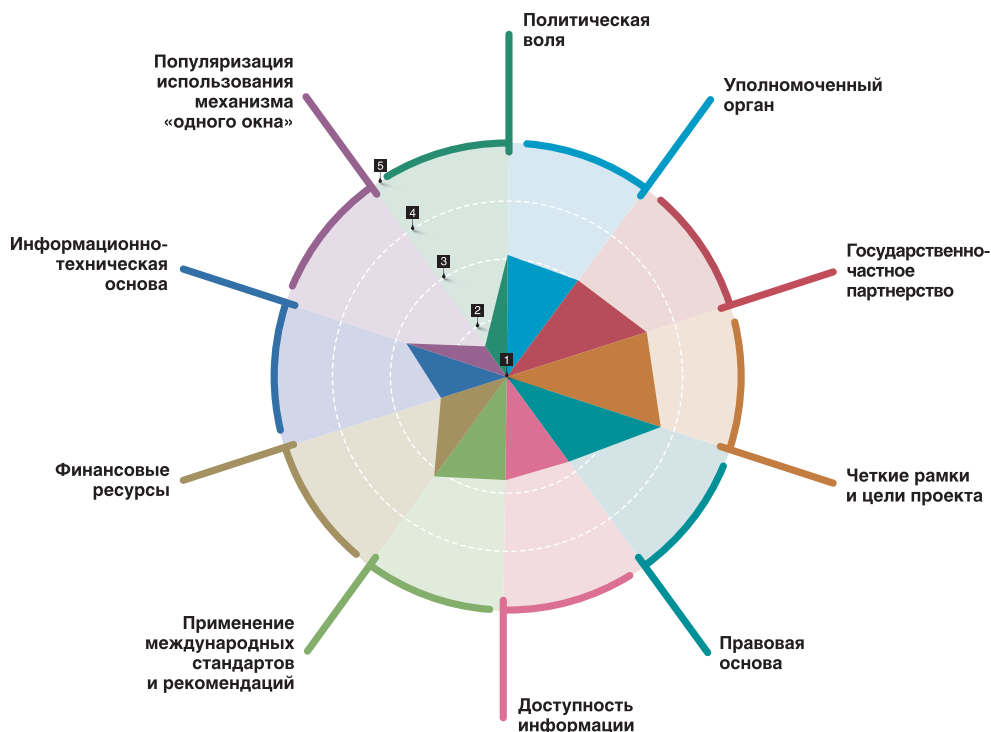 Политическая
воля
Уполномоченный
орган
Государственно-
частное
партнерство
Четкие рамки
и цели проекта
Правовая
основа
Доступность
информации
Применение
международных
стандартов
и рекомендаций
Финансовые
ресурсы
Информационно-
техническая
основа
Популяризация
использования
механизма
«одного окна»
5
4
3
2
1